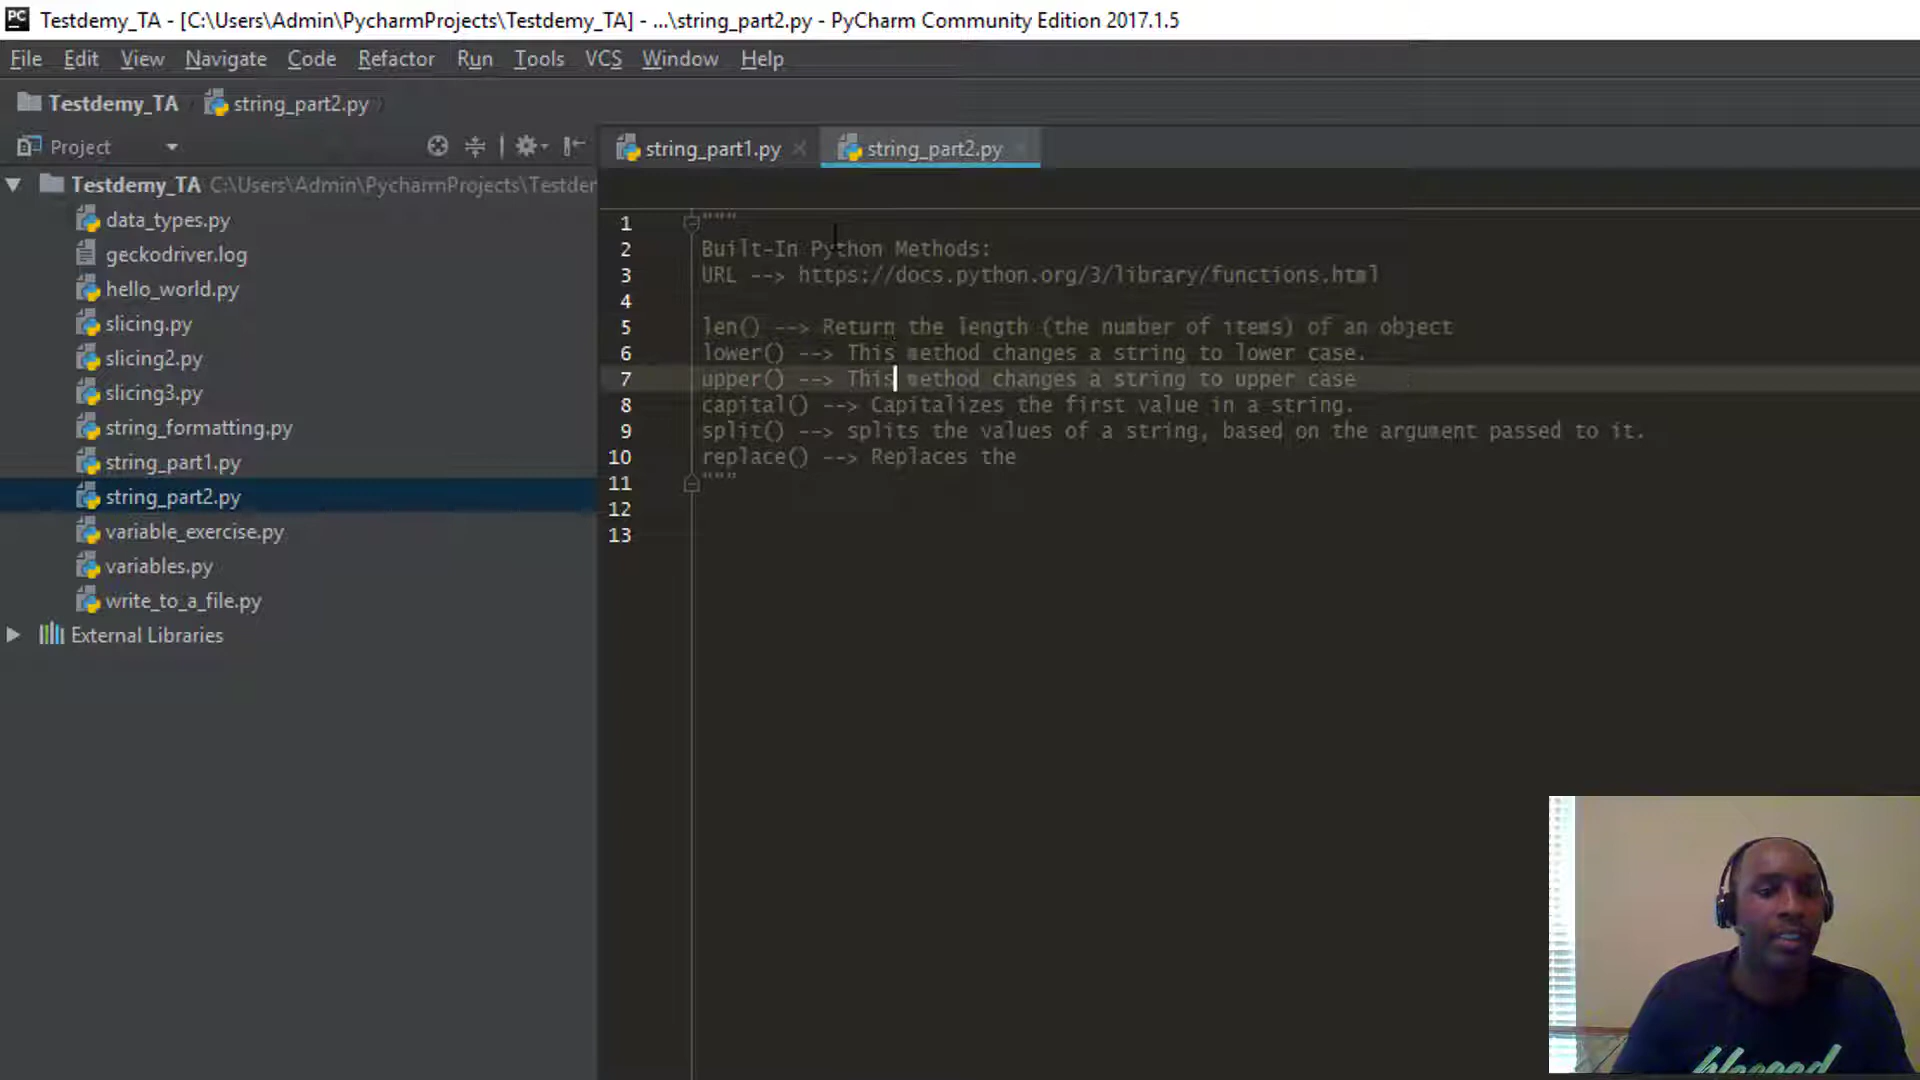 PC Testdemy_TA - [C:\Users\Admin\PycharmProjects\Testdemy_TA] - ...\string_part2.py - PyCharm Community Edition 2017.1.5
File Edit View Navigate Code Refactor Run Tools VCS Window Help
Testdemy_TA string_part2.py
Project
string_part1.py string_part2.py
Testdemy_TA C:\Users\Admin\PycharmProjects\Testder
data_types.py
geckodriver.log
hello_world.py
slicing.py
slicing2.py
slicing3.py
string_formatting.py
string_part1.py
string_part2.py
variable_exercise.py
variables.py
write_to_a_file.py
External Libraries
1 """
2 Built-In Python Methods:
3 URL --> https://docs.python.org/3/library/functions.html
4
5 len() --> Return the length (the number of items) of an object
6 lower() --> This method changes a string to lower case.
7 upper() --> This method changes a string to upper case
8 capital() --> Capitalizes the first value in a string.
9 split() --> splits the values of a string, based on the argument passed to it.
10 replace() --> Replaces the
11 """
12
13
blessed